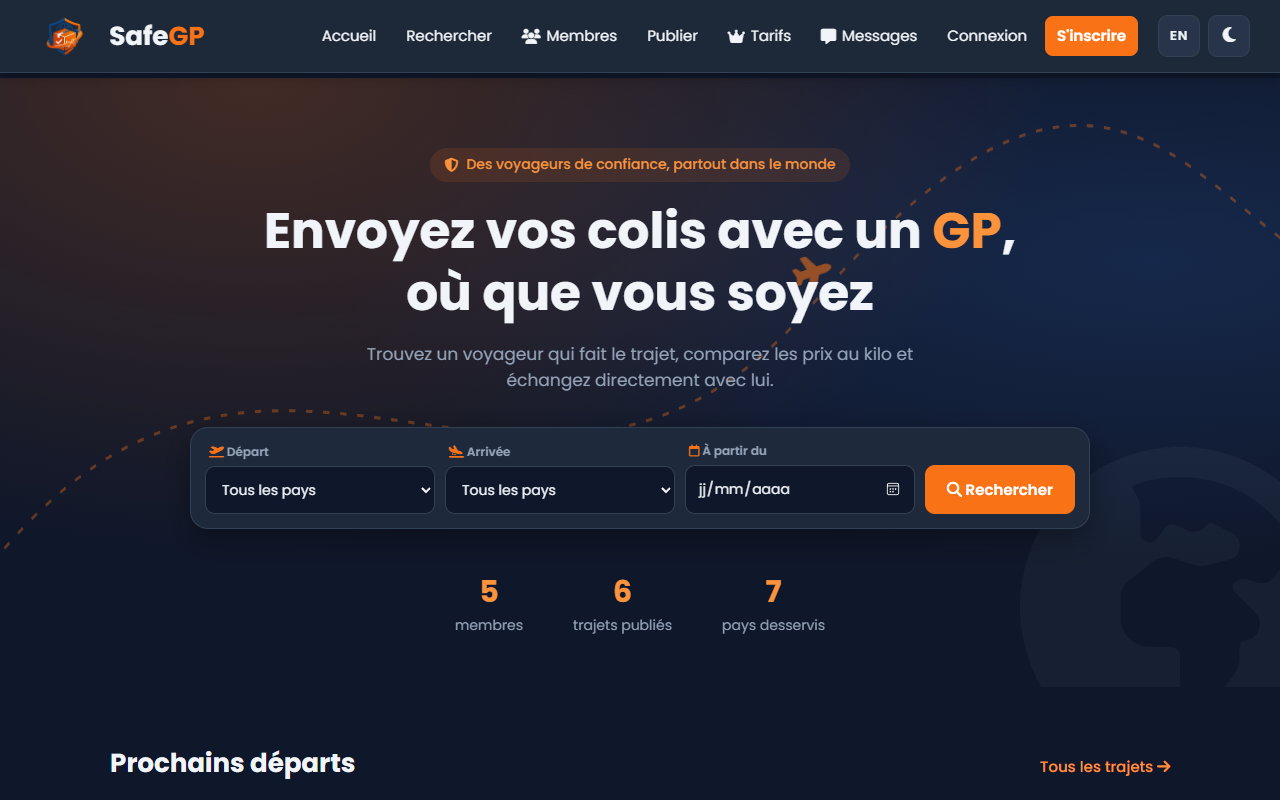 SafeGP
Accueil Rechercher Membres Publier Tarifs Messages Connexion S'inscrire EN
Des voyageurs de confiance, partout dans le monde
Envoyez vos colis avec un GP,
où que vous soyez
Trouvez un voyageur qui fait le trajet, comparez les prix au kilo et
échangez directement avec lui.
Départ Arrivée À partir du
Tous les pays Tous les pays jj/mm/aaaa Rechercher
5 6 7
membres trajets publiés pays desservis
Prochains départs Tous les trajets